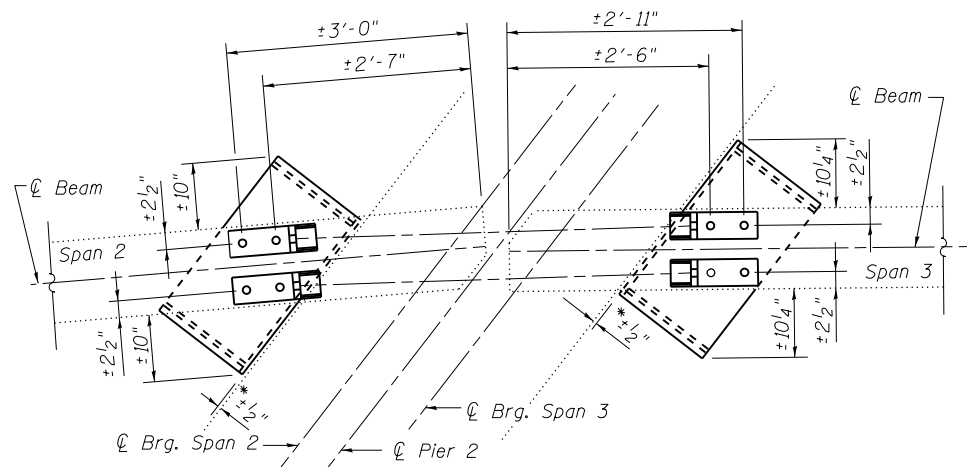 ±3'-0"
±2'-7"
±2'-11"
±2'-6"
℄ Beam
±10"
±2½"
℄ Beam
±10¼"
±2½"
Span 2
Span 3
±2½"
±10"
*±½"
*±½"
±10¼"
±2½"
℄ Brg. Span 3
℄ Brg. Span 2
℄ Pier 2